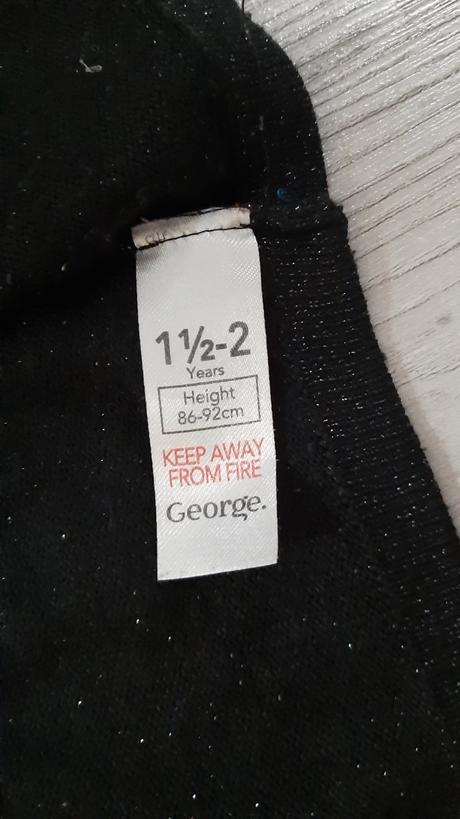 1½-2
Years
Height
86-92cm
KEEP AWAY
FROM FIRE
George.